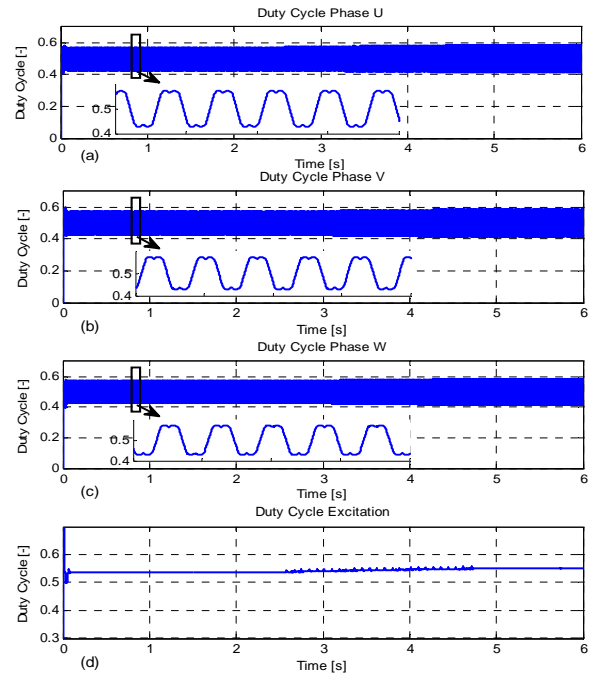 Duty Cycle Phase U
Duty Cycle [-]
0.6
0.4
0.2
0
0.5
0.4
0 1 2 3 4 5 6
(a)
Time [s]
Duty Cycle Phase V
Duty Cycle [-]
0.6
0.4
0.2
0
0.5
0.4
0 1 2 3 4 5 6
(b)
Time [s]
Duty Cycle Phase W
Duty Cycle [-]
0.6
0.4
0.2
0
0.5
0.4
0 1 2 3 4 5 6
(c)
Time [s]
Duty Cycle Excitation
Duty Cycle [-]
0.6
0.5
0.4
0.3
0 1 2 3 4 5 6
(d)
Time [s]